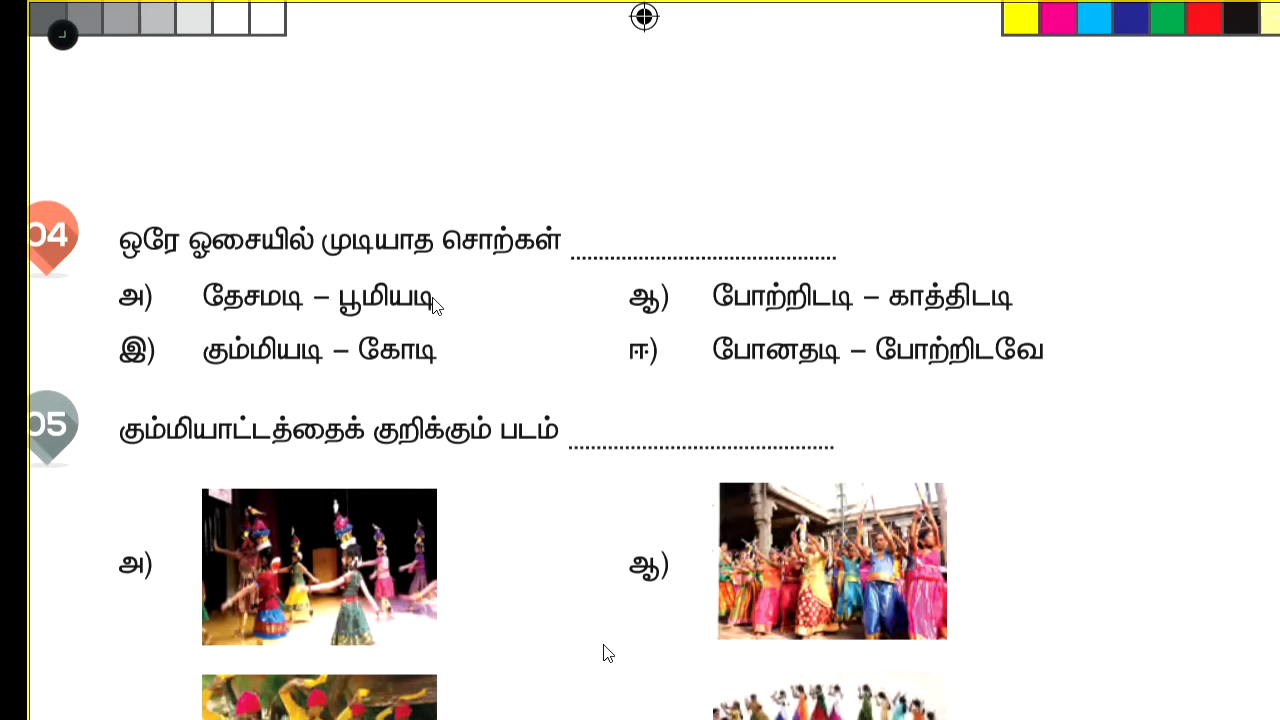 04 ஒரே ஓசையில் முடியாத சொற்கள் ................................................
அ) தேசமடி – பூமியடி ஆ) போற்றிடடி – காத்திடடி
இ) கும்மியடி – கோடி ஈ) போனதடி – போற்றிடவே
05 கும்மியாட்டத்தைக் குறிக்கும் படம் ................................................
அ) ஆ)